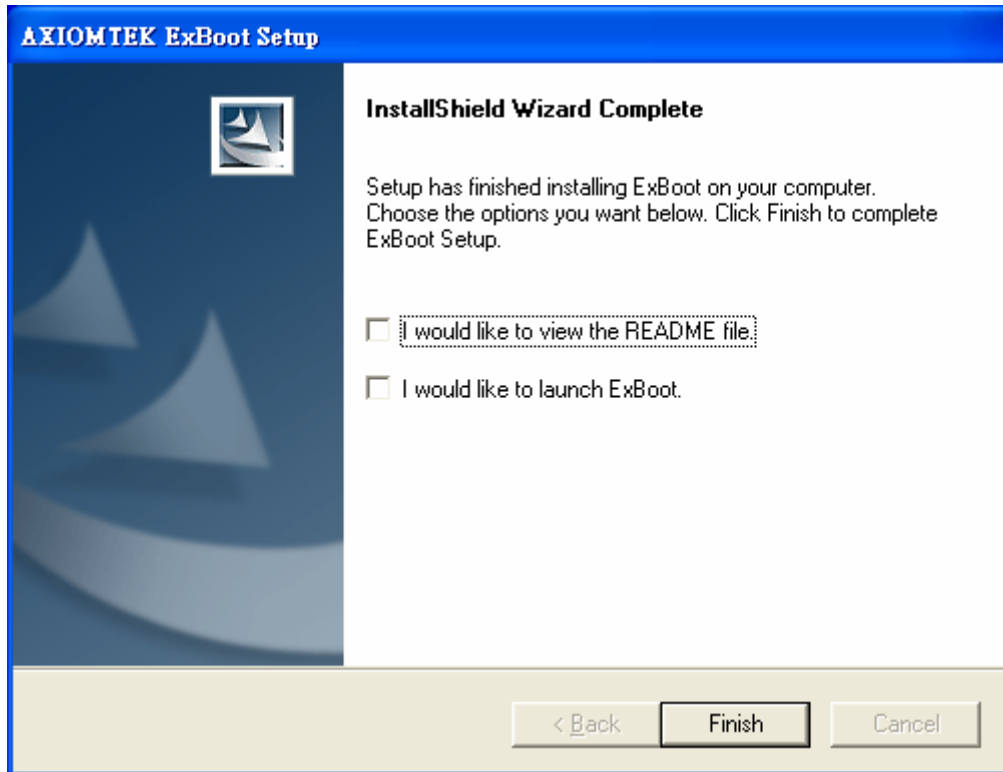 AXIOMTEK ExBoot Setup
InstallShield Wizard Complete
Setup has finished installing ExBoot on your computer.
Choose the options you want below. Click Finish to complete
ExBoot Setup.
I would like to view the README file.
I would like to launch ExBoot.
< Back
Finish
Cancel